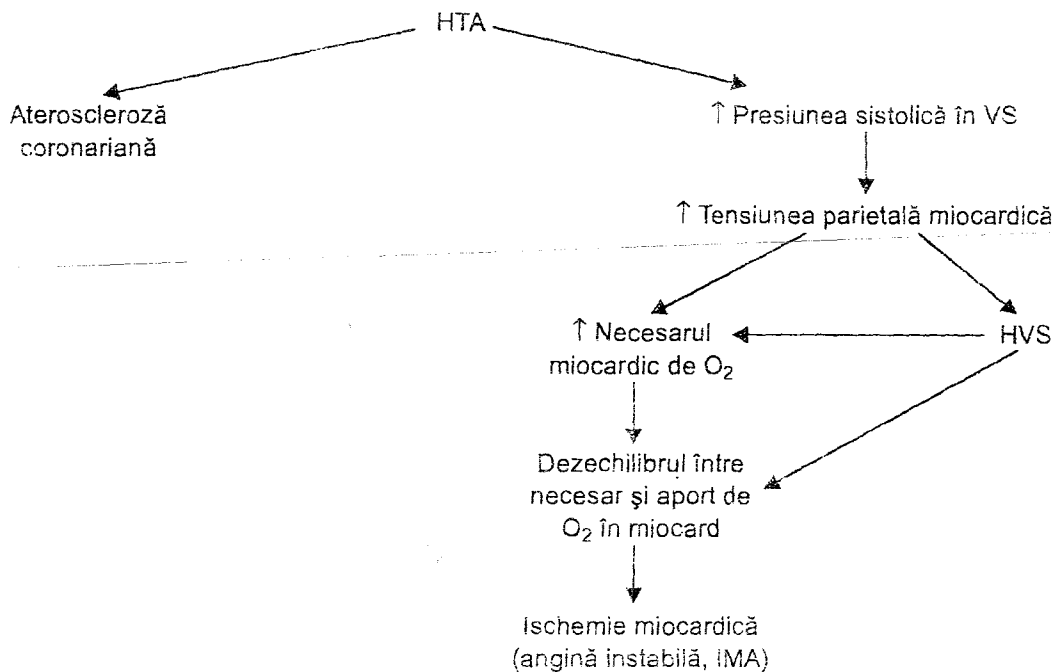 HTA
Ateroscleroză
coronariană
↑ Presiunea sistolică în VS
↑ Tensiunea parietală miocardică
↑ Necesarul
miocardic de O₂
HVS
Dezechilibrul între
necesar şi aport de
O₂ în miocard
Ischemie miocardică
(angină instabilă, IMA)